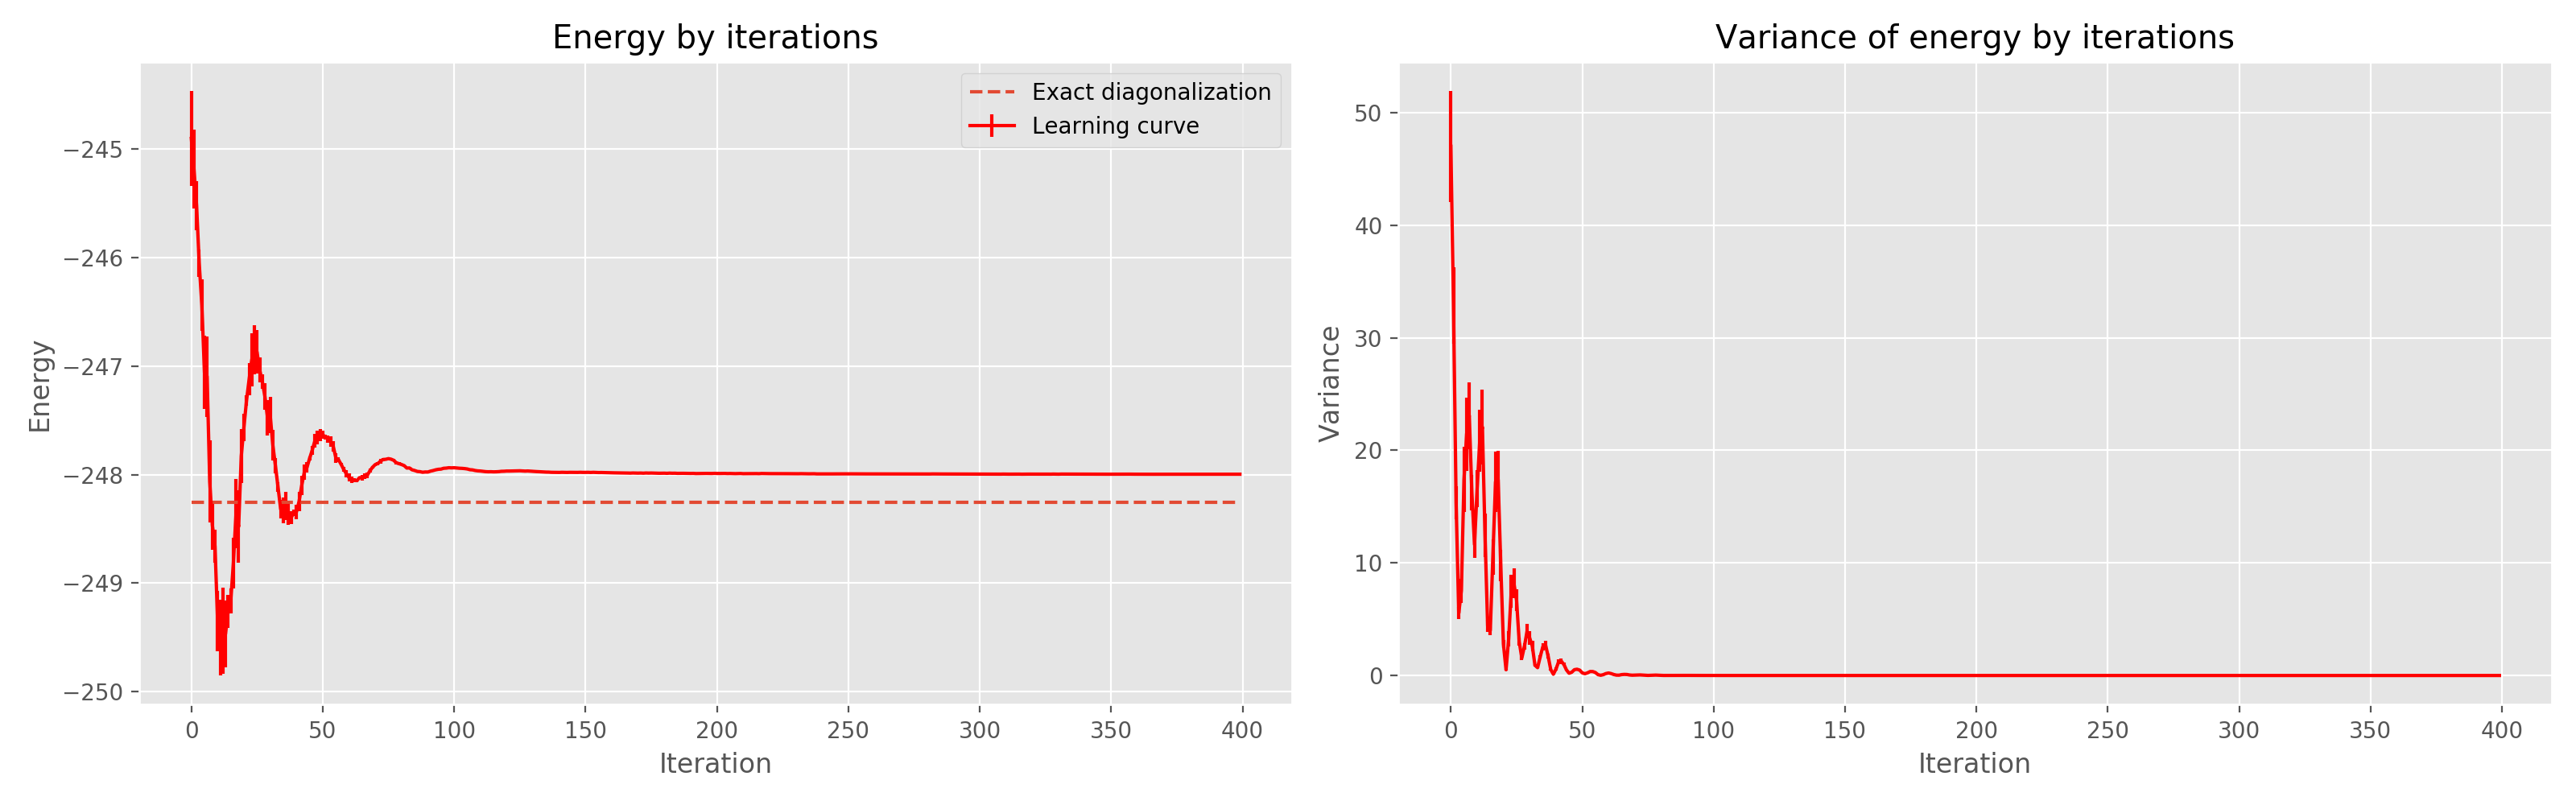 Energy by iterations
Exact diagonalization
Learning curve
−245
−246
−247
−248
−249
−250
Energy
0 50 100 150 200 250 300 350 400
Iteration
Variance of energy by iterations
50
40
30
20
10
0
Variance
0 50 100 150 200 250 300 350 400
Iteration